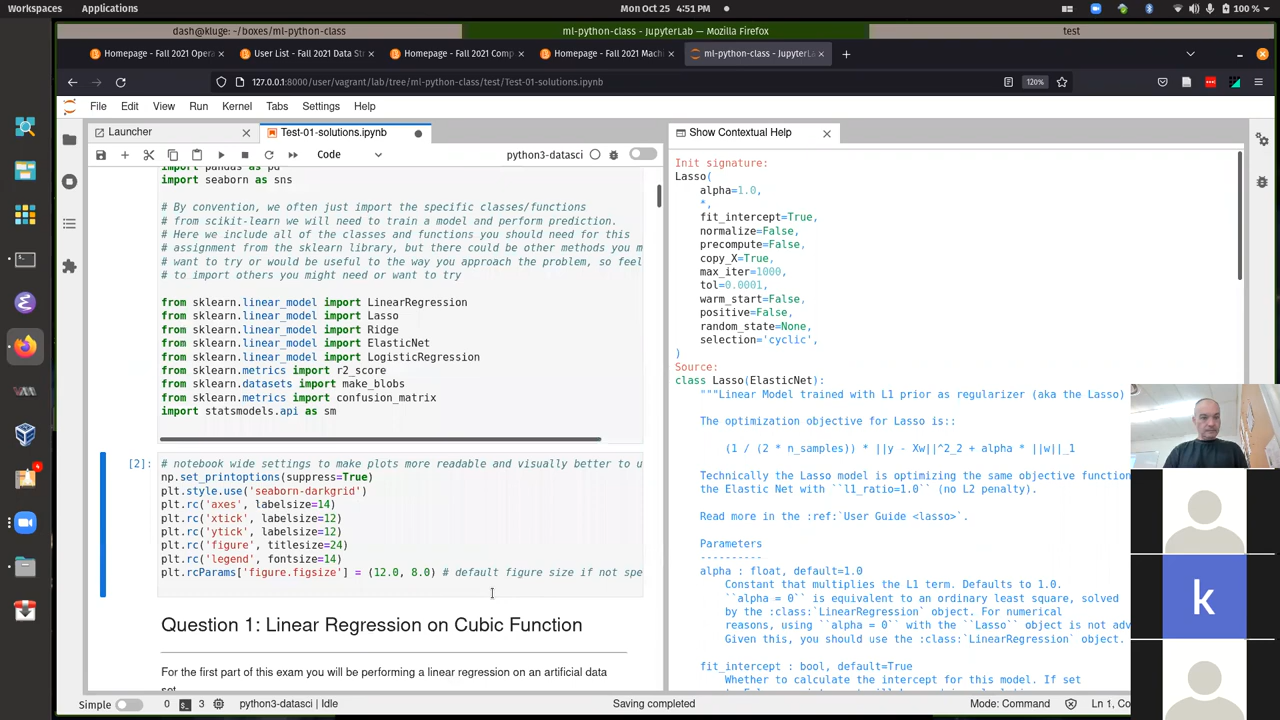 Workspaces Applications Mon Oct 25 4:51 PM 100 %
dash@kluge: ~/boxes/ml-python-class ml-python-class - JupyterLab — Mozilla Firefox test
Homepage - Fall 2021 Oper User List - Fall 2021 Data St Homepage - Fall 2021 Comp Homepage - Fall 2021 Machi ml-python-class - JupyterLab
127.0.0.1:8000/user/vagrant/lab/tree/ml-python-class/test/Test-01-solutions.ipynb 120%
File Edit View Run Kernel Tabs Settings Help
Launcher Test-01-solutions.ipynb
Code python3-datasci
import pandas as pd
import seaborn as sns
# By convention, we often just import the specific classes/functions
# from scikit-learn we will need to train a model and perform prediction.
# Here we include all of the classes and functions you should need for this
# assignment from the sklearn library, but there could be other methods you m
# want to try or would be useful to the way you approach the problem, so feel
# to import others you might need or want to try
from sklearn.linear_model import LinearRegression
from sklearn.linear_model import Lasso
from sklearn.linear_model import Ridge
from sklearn.linear_model import ElasticNet
from sklearn.linear_model import LogisticRegression
from sklearn.metrics import r2_score
from sklearn.datasets import make_blobs
from sklearn.metrics import confusion_matrix
import statsmodels.api as sm
[2]: # notebook wide settings to make plots more readable and visually better to u
np.set_printoptions(suppress=True)
plt.style.use('seaborn-darkgrid')
plt.rc('axes', labelsize=14)
plt.rc('xtick', labelsize=12)
plt.rc('ytick', labelsize=12)
plt.rc('figure', titlesize=24)
plt.rc('legend', fontsize=14)
plt.rcParams['figure.figsize'] = (12.0, 8.0) # default figure size if not spe
Question 1: Linear Regression on Cubic Function
For the first part of this exam you will be performing a linear regression on an artificial data
set.
Show Contextual Help
Init signature:
Lasso(
alpha=1.0,
*,
fit_intercept=True,
normalize=False,
precompute=False,
copy_X=True,
max_iter=1000,
tol=0.0001,
warm_start=False,
positive=False,
random_state=None,
selection='cyclic',
)
Source:
class Lasso(ElasticNet):
"""Linear Model trained with L1 prior as regularizer (aka the Lasso)
The optimization objective for Lasso is::
(1 / (2 * n_samples)) * ||y - Xw||^2_2 + alpha * ||w||_1
Technically the Lasso model is optimizing the same objective function
the Elastic Net with ``l1_ratio=1.0`` (no L2 penalty).
Read more in the :ref:`User Guide <lasso>`.
Parameters
----------
alpha : float, default=1.0
Constant that multiplies the L1 term. Defaults to 1.0.
``alpha = 0`` is equivalent to an ordinary least square, solved
by the :class:`LinearRegression` object. For numerical
reasons, using ``alpha = 0`` with the ``Lasso`` object is not adv
Given this, you should use the :class:`LinearRegression` object.
fit_intercept : bool, default=True
Whether to calculate the intercept for this model. If set
k
Simple 0 3 python3-datasci | Idle Saving completed Mode: Command Ln 1, Co